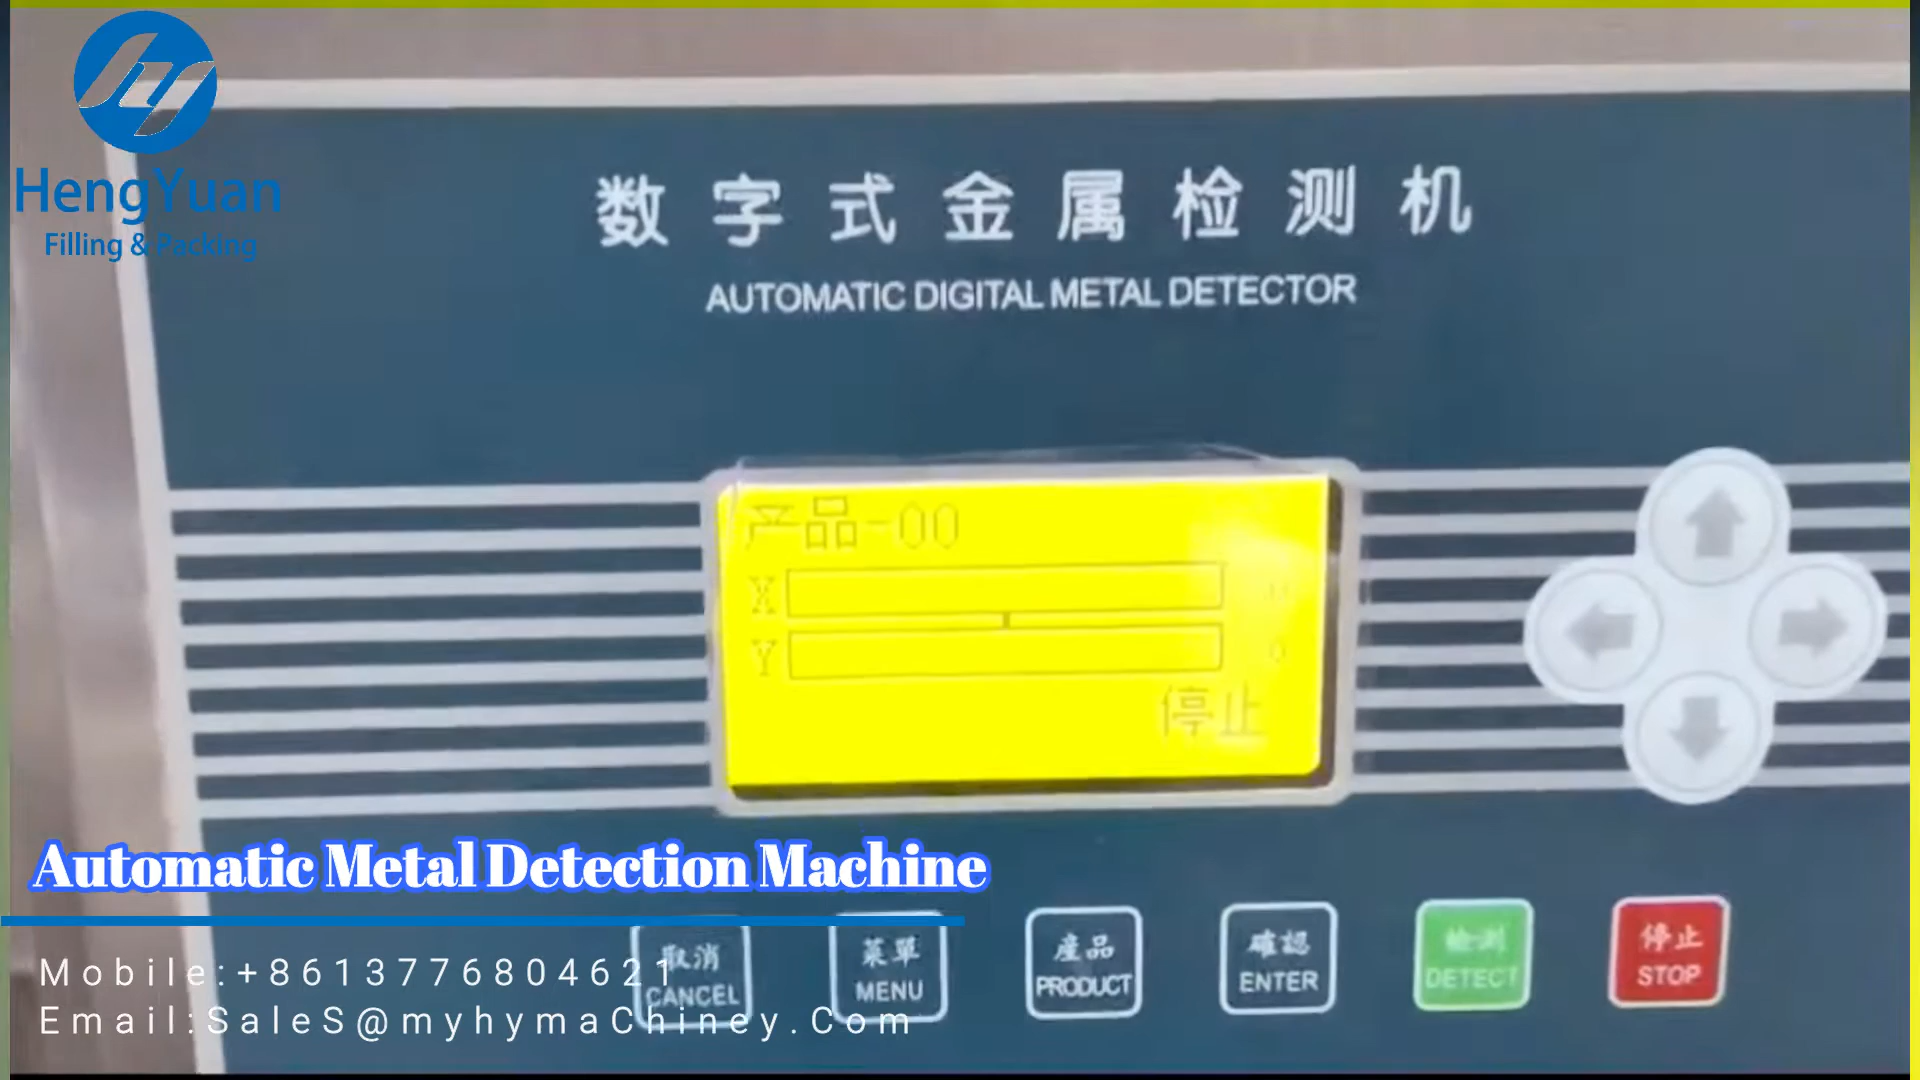 HengYuan
Filling & Packing
数字式金属检测机
AUTOMATIC DIGITAL METAL DETECTOR
产品-00
X
Y 0
停止
Automatic Metal Detection Machine
取消
CANCEL
菜單
MENU
産品
PRODUCT
確認
ENTER
檢測
DETECT
停止
STOP
Mobile:+8613776804621
Email:SaleS@myhymaChiney.Com